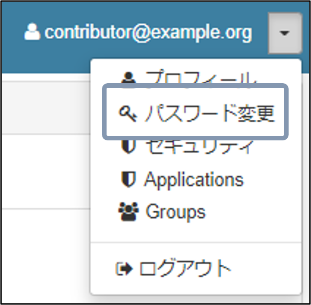 contributor@example.org
プロフィール
パスワード変更
セキュリティ
Applications
Groups
ログアウト